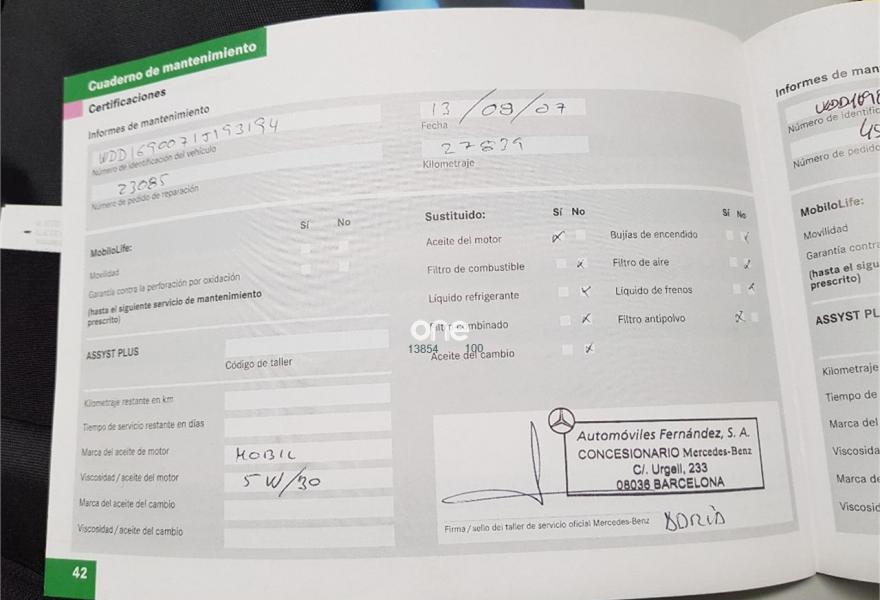 Cuaderno de mantenimiento
Certificaciones
Informes de mantenimiento
WDD1690071J193194
Número de identificación del vehículo
23085
Número de pedido de reparación
13/09/07
Fecha
27839
Kilometraje
Sí No
MobiloLife:
Movilidad
Garantía contra la perforación por oxidación
(hasta el siguiente servicio de mantenimiento
prescrito)
ASSYST PLUS
Código de taller
Kilometraje restante en km
Tiempo de servicio restante en días
Marca del aceite de motor
MOBIL
Viscosidad/aceite del motor
5W/30
Marca del aceite del cambio
Viscosidad/aceite del cambio
Sustituido: Sí No
Aceite del motor X
Filtro de combustible X
Líquido refrigerante X
combinado X
Aceite del cambio X
Sí No
Bujías de encendido X
Filtro de aire X
Líquido de frenos X
Filtro antipolvo X
one
13854 100
Automóviles Fernández, S. A.
CONCESIONARIO Mercedes-Benz
C/. Urgell, 233
08036 BARCELONA
Firma/sello del taller de servicio oficial Mercedes-Benz
42
Informes de man
WDD169
Número de identific
Número de pedido
MobiloLife:
Movilidad
Garantía contra
(hasta el sigu
prescrito)
ASSYST PL
Kilometraje
Tiempo de
Marca del
Viscosida
Marca de
Viscosid